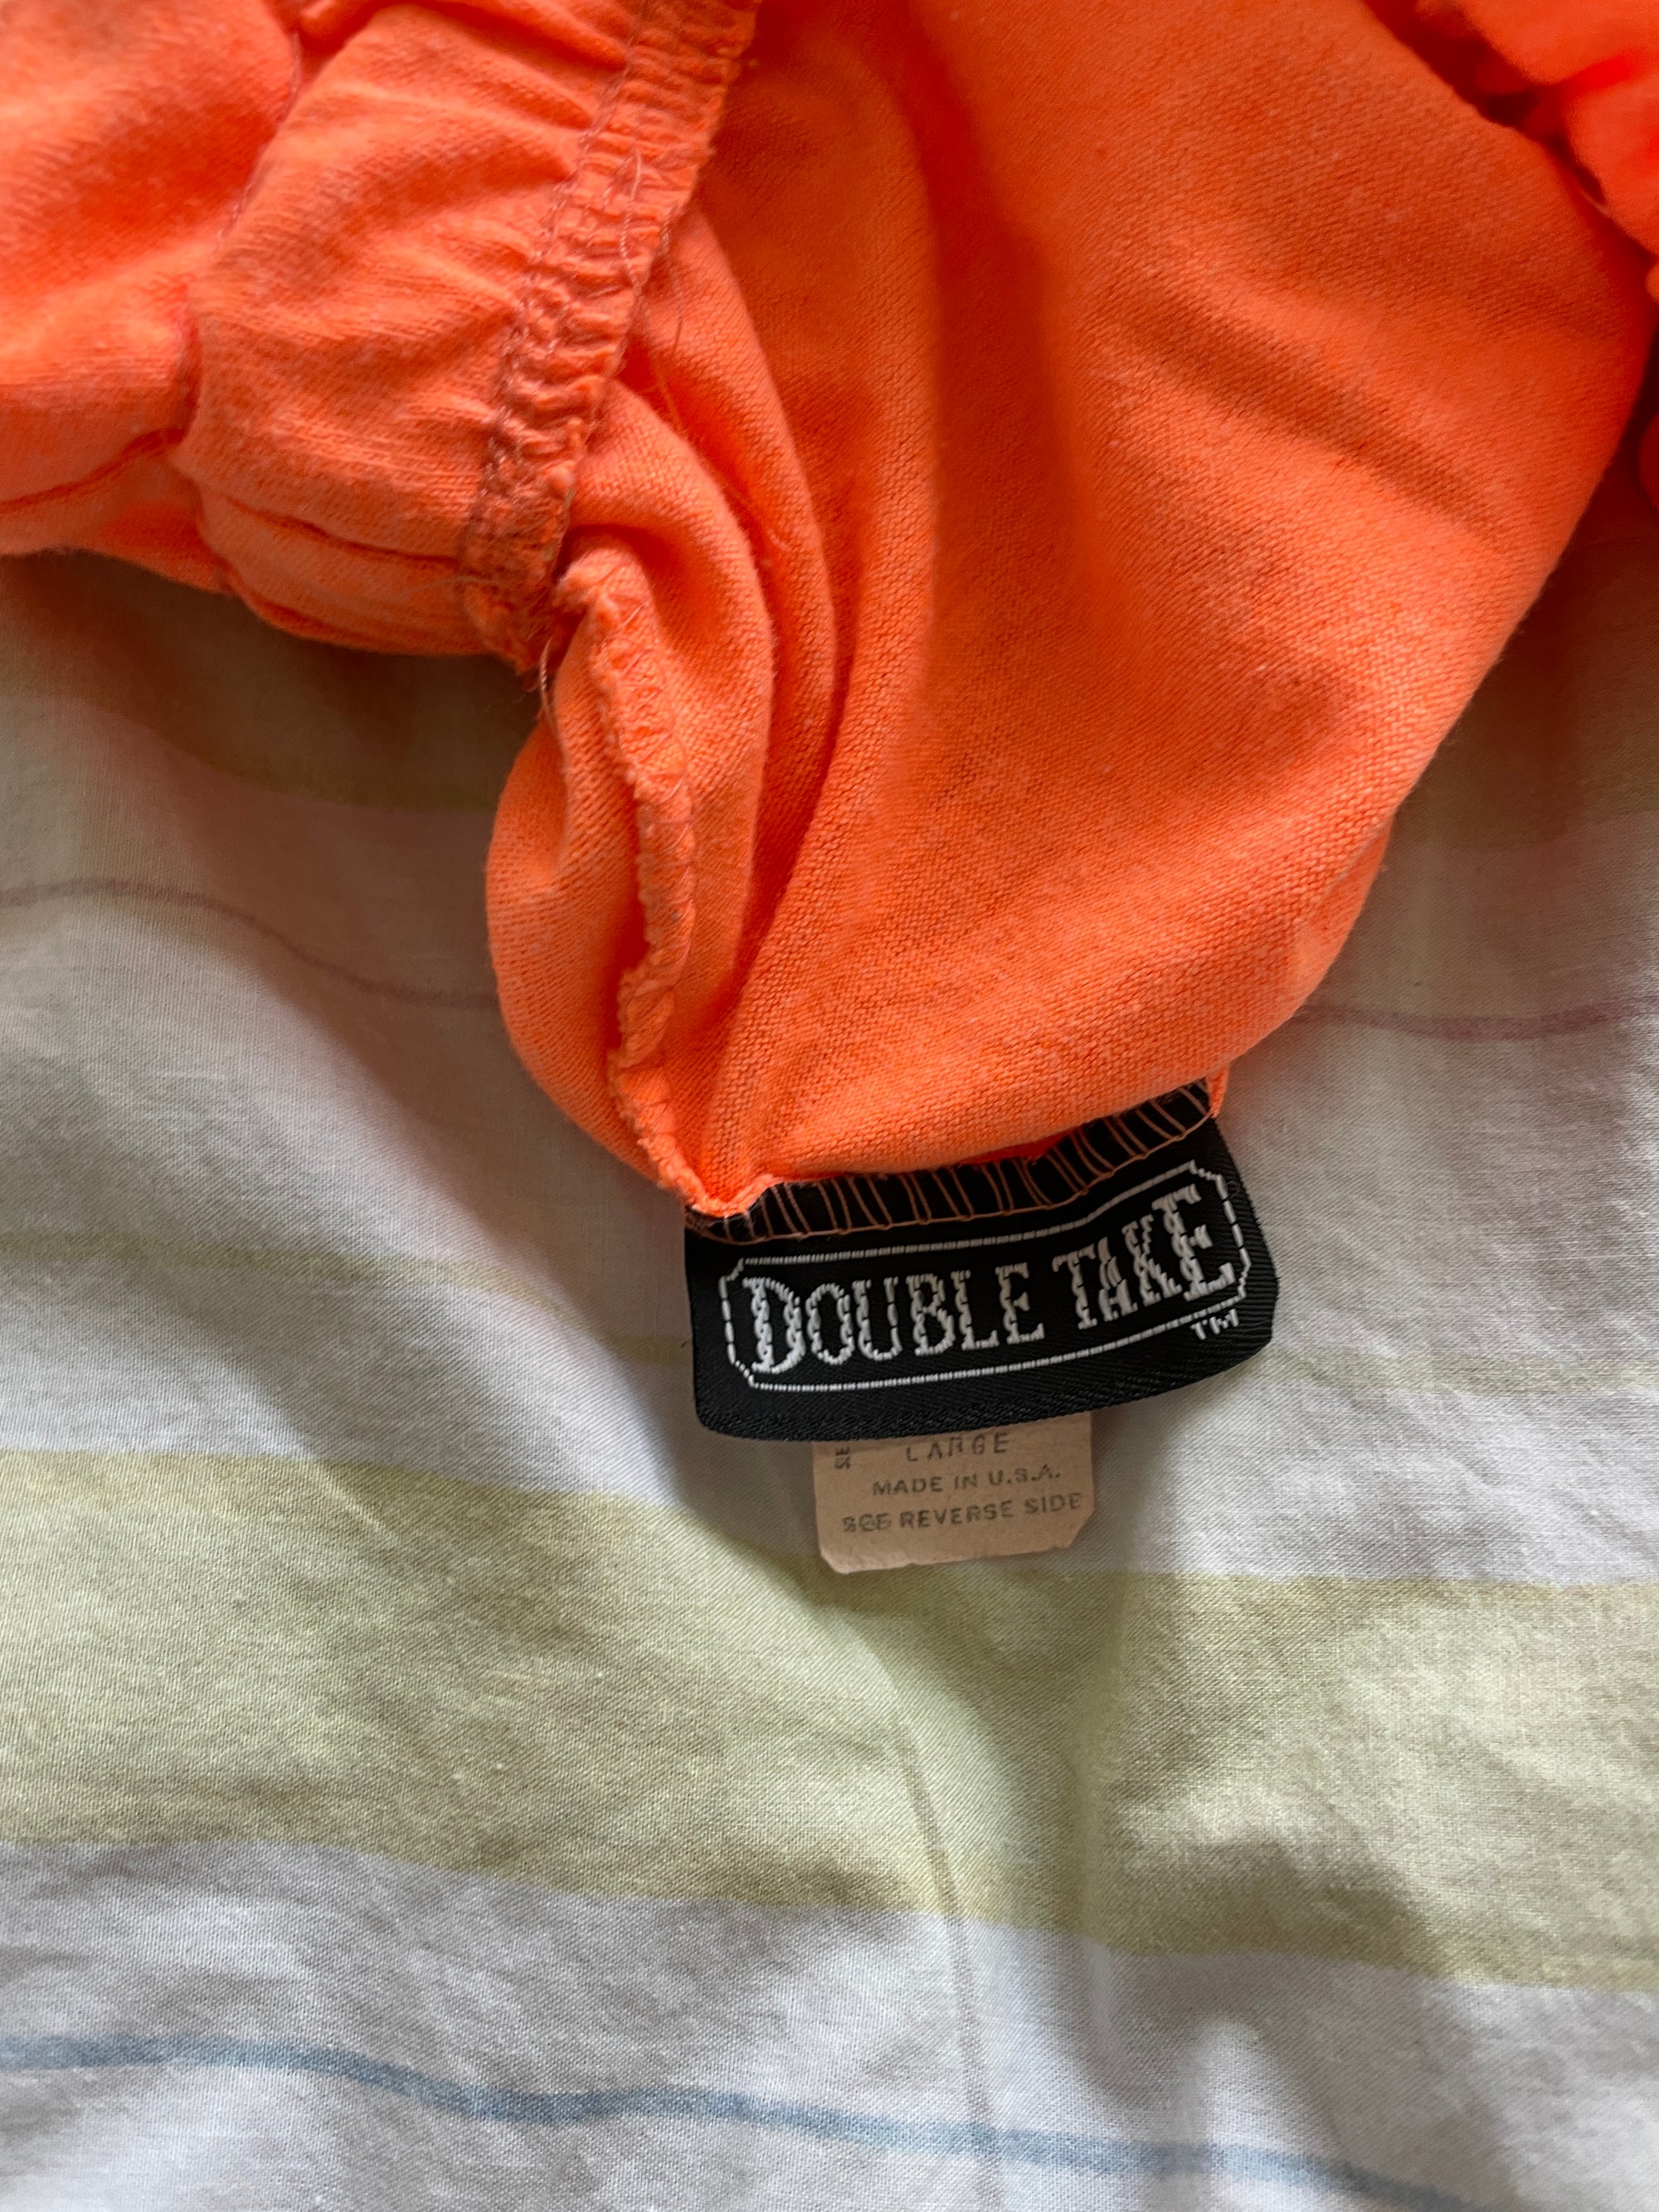 DOUBLE TAKE
TM
LARGE
MADE IN U.S.A.
SEE REVERSE SIDE